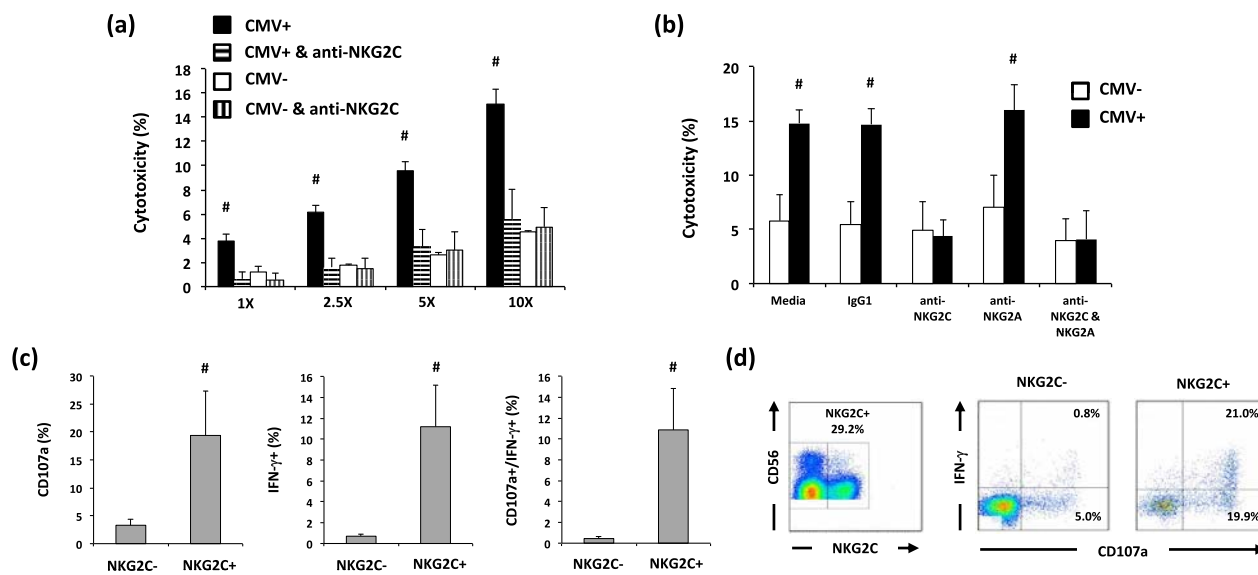 (a)
CMV+
CMV+ & anti-NKG2C
CMV-
CMV- & anti-NKG2C
Cytotoxicity (%)
18
16
14
12
10
8
6
4
2
0
#
#
#
#
1X
2.5X
5X
10X
(b)
CMV-
CMV+
Cytotoxicity (%)
20
15
10
5
0
#
#
#
Media
IgG1
anti-
NKG2C
anti-
NKG2A
anti-
NKG2C &
NKG2A
(c)
CD107a (%)
30
25
20
15
10
5
0
#
NKG2C-
NKG2C+
IFN-γ+ (%)
16
14
12
10
8
6
4
2
0
#
NKG2C-
NKG2C+
CD107a+/IFN-γ+ (%)
16
14
12
10
8
6
4
2
0
#
NKG2C-
NKG2C+
(d)
CD56
NKG2C+
29.2%
NKG2C
IFN-γ
NKG2C-
0.8%
5.0%
NKG2C+
21.0%
19.9%
CD107a